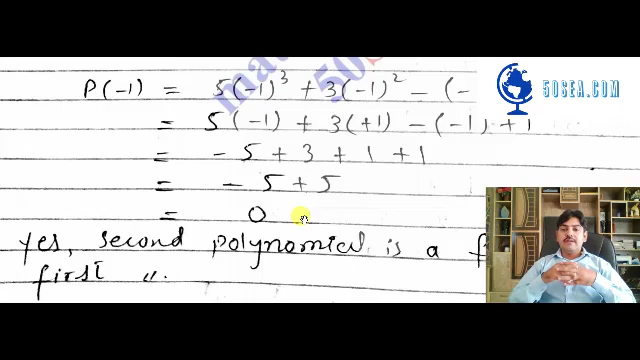 P(-1) = 5(-1)³ + 3(-1)² - (-
50SEA.COM
= 5(-1) + 3(+1) - (-1) + 1
= -5 + 3 + 1 + 1
= -5 + 5
= 0
yes, second polynomial is a f
first "